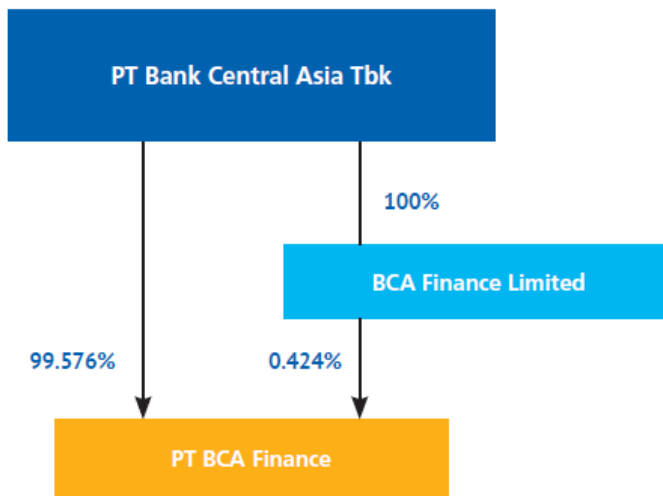 PT Bank Central Asia Tbk
100%
BCA Finance Limited
99.576%
0.424%
PT BCA Finance